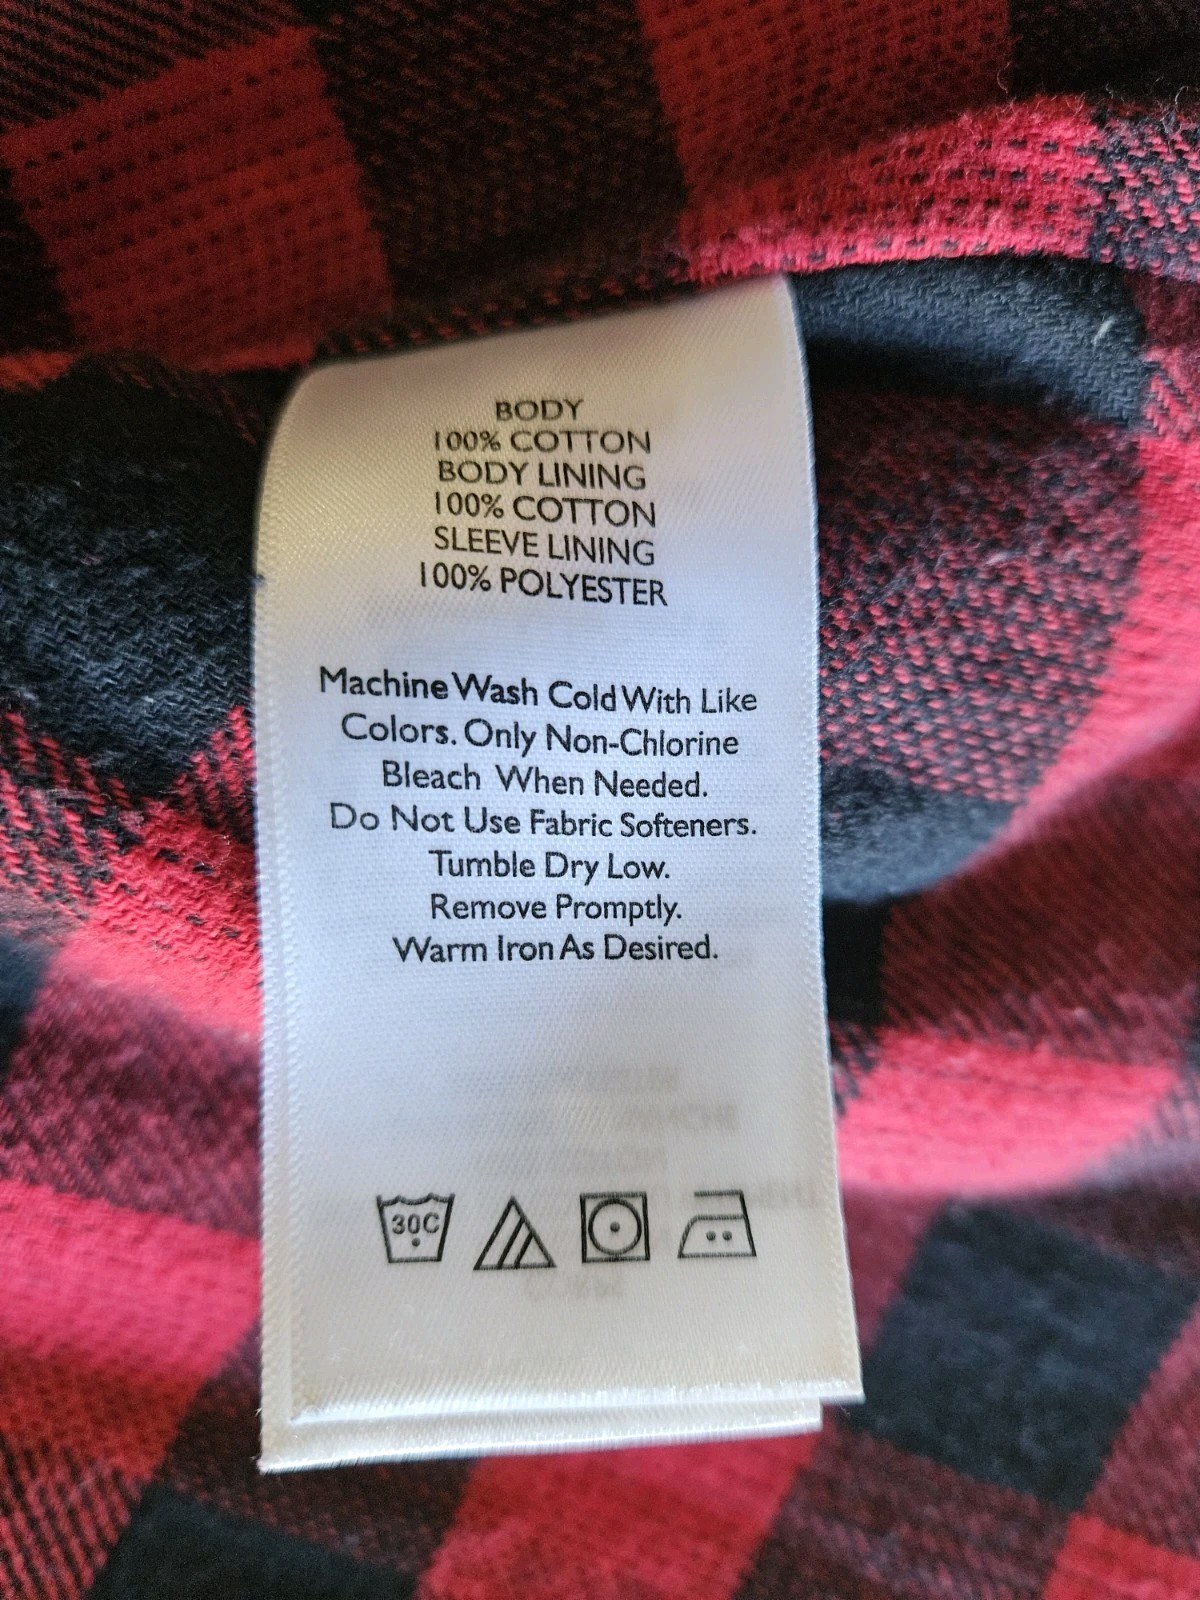 BODY
100% COTTON
BODY LINING
100% COTTON
SLEEVE LINING
100% POLYESTER
Machine Wash Cold With Like
Colors. Only Non-Chlorine
Bleach When Needed.
Do Not Use Fabric Softeners.
Tumble Dry Low.
Remove Promptly.
Warm Iron As Desired.
30C